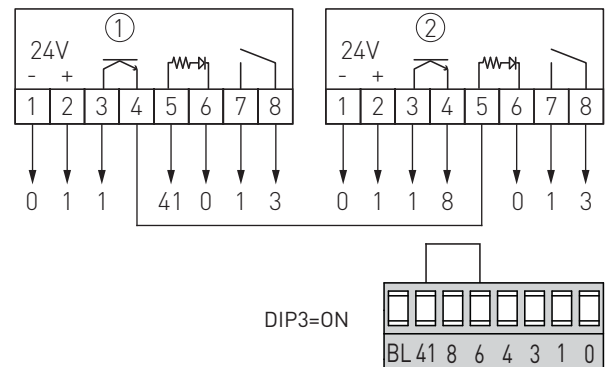 ① ②
24V 24V
- + - +
1 2 3 4 5 6 7 8 1 2 3 4 5 6 7 8
0 1 1 41 0 1 3 0 1 1 8 0 1 3
DIP3=ON
BL 41 8 6 4 3 1 0